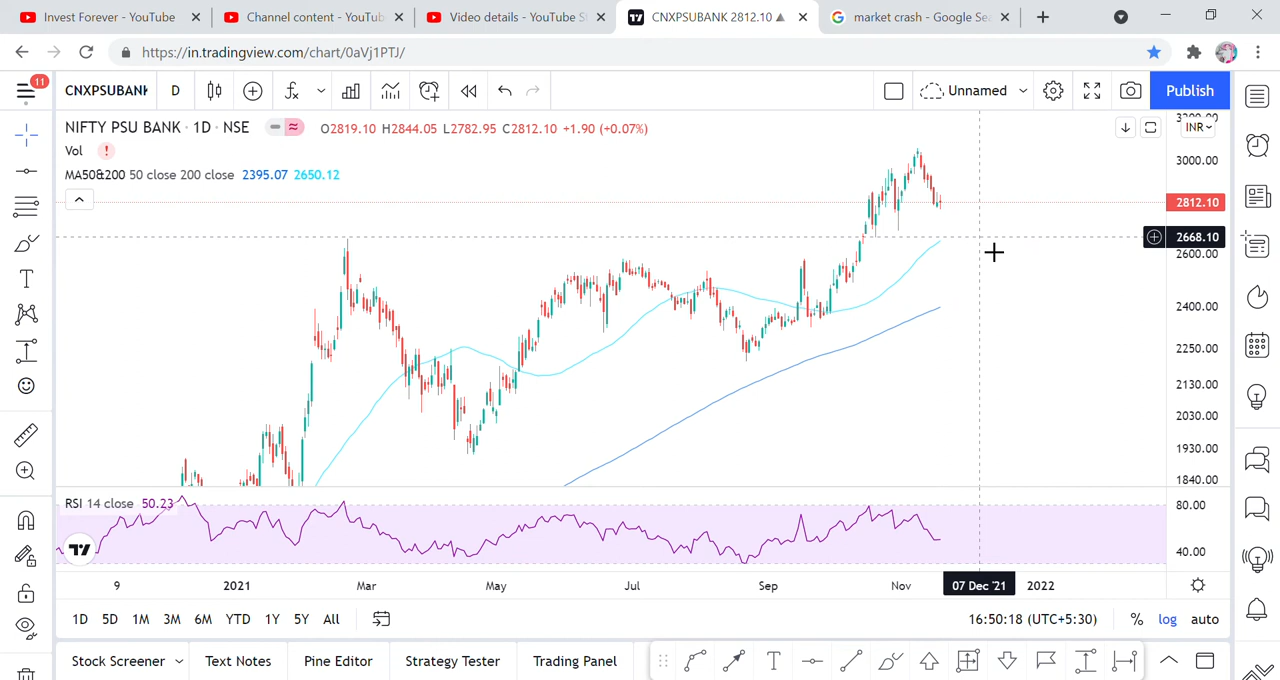 Invest Forever - YouTube
Channel content - YouTub
Video details - YouTube S
CNXPSUBANK 2812.10 ▲
market crash - Google Se
https://in.tradingview.com/chart/0aVj1PTJ/
11
CNXPSUBANK
D
Unnamed
Publish
NIFTY PSU BANK · 1D · NSE
O2819.10 H2844.05 L2782.95 C2812.10 +1.90 (+0.07%)
INR
Vol
MA50&200 50 close 200 close 2395.07 2650.12
3200.00
3000.00
2812.10
2668.10
2600.00
2400.00
2250.00
2130.00
2030.00
1930.00
1840.00
RSI 14 close 50.23
80.00
40.00
9 2021 Mar May Jul Sep Nov 07 Dec '21 2022
1D 5D 1M 3M 6M YTD 1Y 5Y All
16:50:18 (UTC+5:30) % log auto
Stock Screener Text Notes Pine Editor Strategy Tester Trading Panel